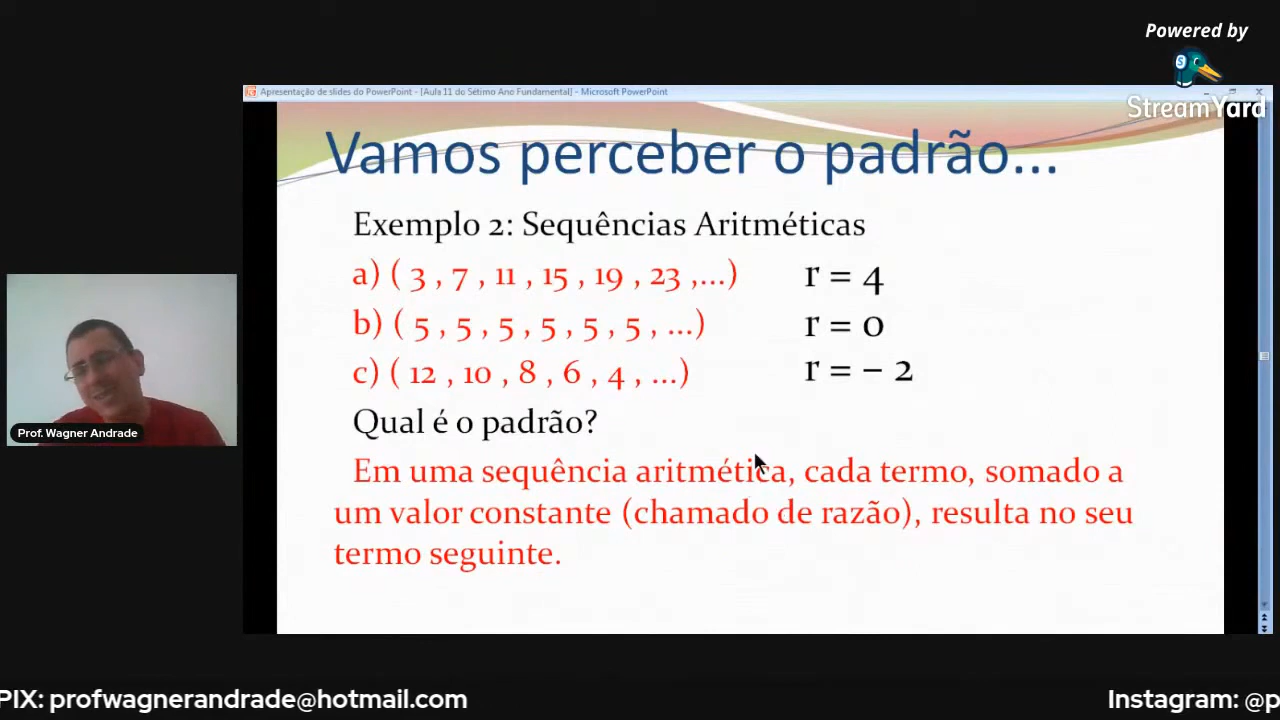 Powered by
StreamYard
Apresentação de slides do PowerPoint - [Aula 11 do Sétimo Ano Fundamental] - Microsoft PowerPoint
Vamos perceber o padrão...
Exemplo 2: Sequências Aritméticas
a) ( 3 , 7 , 11 , 15 , 19 , 23 ,...) r = 4
b) ( 5 , 5 , 5 , 5 , 5 , 5 , ...) r = 0
c) ( 12 , 10 , 8 , 6 , 4 , ...) r = – 2
Qual é o padrão?
Em uma sequência aritmética, cada termo, somado a
um valor constante (chamado de razão), resulta no seu
termo seguinte.
Prof. Wagner Andrade
PIX: profwagnerandrade@hotmail.com
Instagram: @p